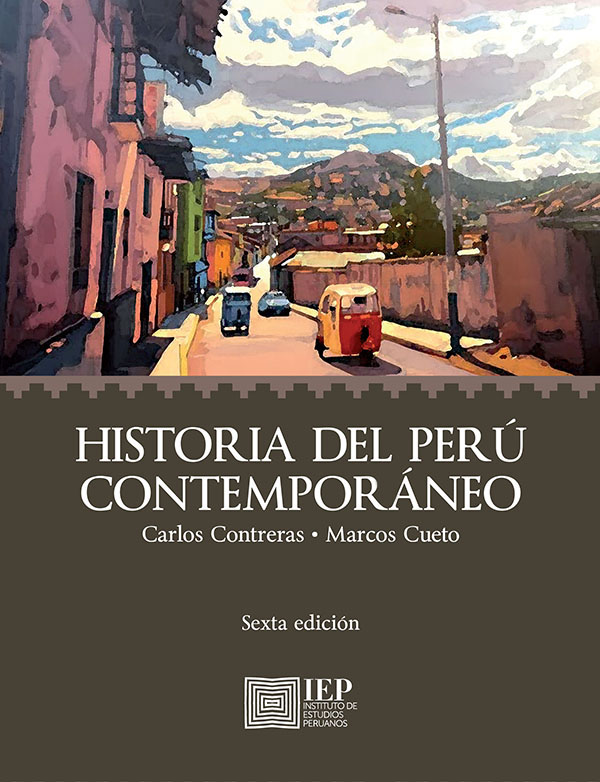 HISTORIA DEL PERÚ
CONTEMPORÁNEO
Carlos Contreras • Marcos Cueto
Sexta edición
IEP
INSTITUTO DE
ESTUDIOS
PERUANOS